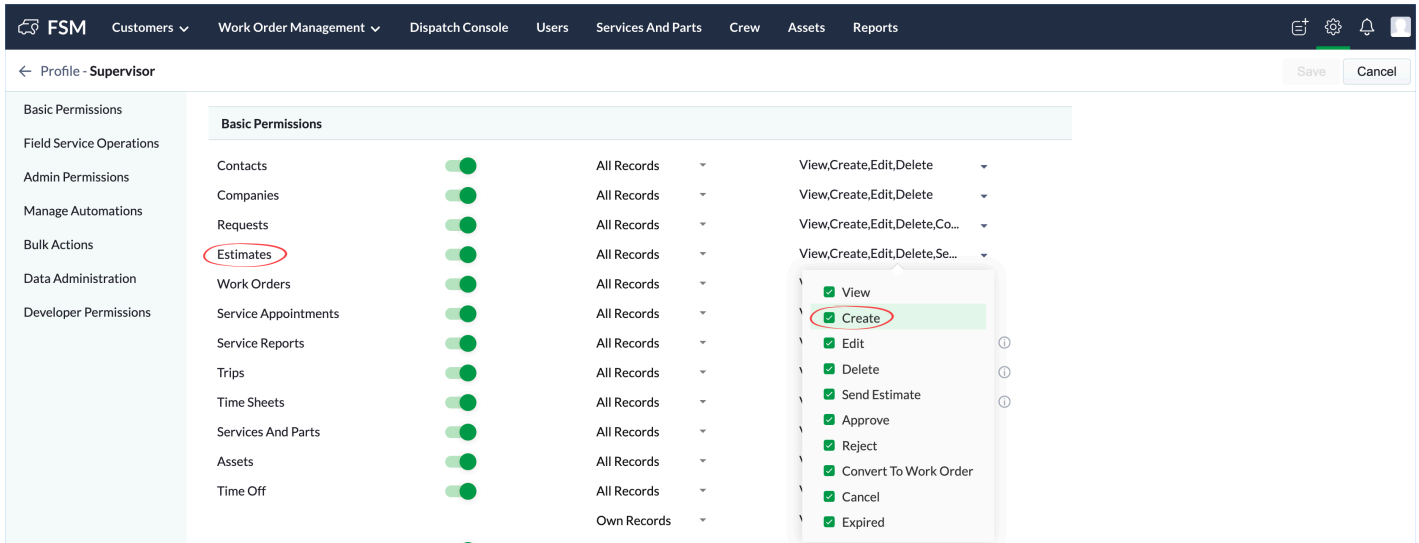 FSM Customers Work Order Management Dispatch Console Users Services And Parts Crew Assets Reports
Profile - Supervisor Save Cancel
Basic Permissions
Field Service Operations
Admin Permissions
Manage Automations
Bulk Actions
Data Administration
Developer Permissions
Basic Permissions
Contacts All Records View,Create,Edit,Delete
Companies All Records View,Create,Edit,Delete
Requests All Records View,Create,Edit,Delete,Co...
Estimates All Records View,Create,Edit,Delete,Se...
Work Orders All Records
Service Appointments All Records
Service Reports All Records
Trips All Records
Time Sheets All Records
Services And Parts All Records
Assets All Records
Time Off All Records
Own Records
View
Create
Edit
Delete
Send Estimate
Approve
Reject
Convert To Work Order
Cancel
Expired